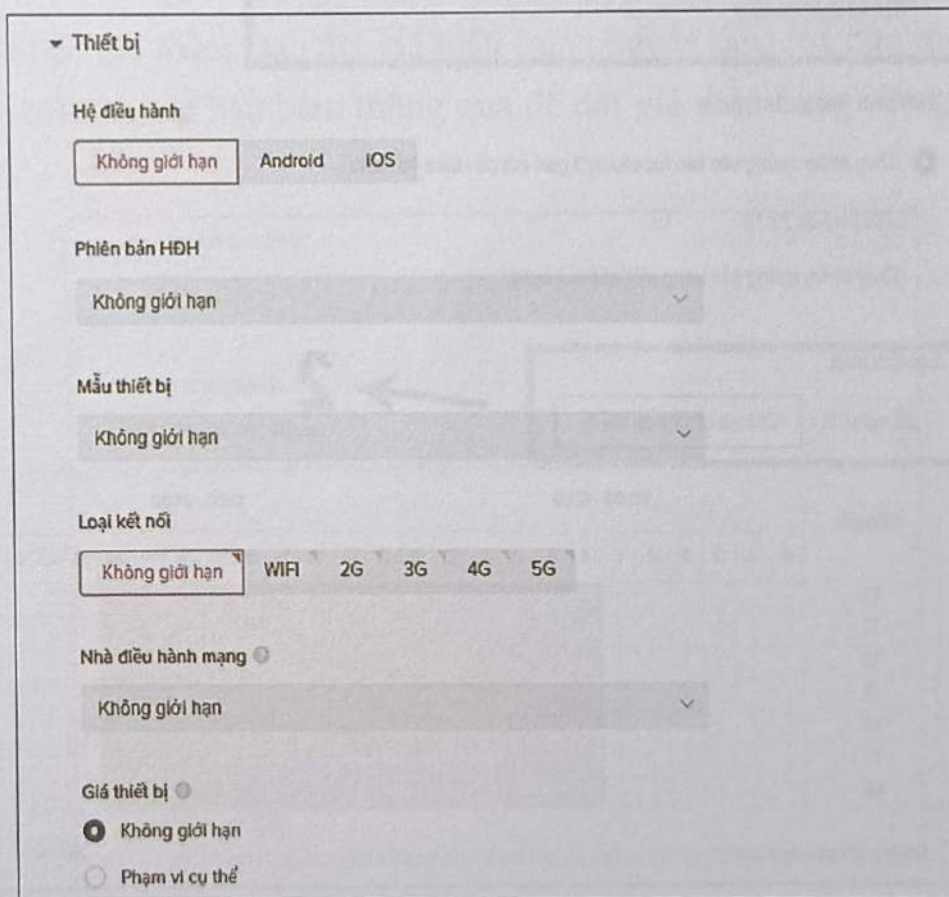 Thiết bị
Hệ điều hành
Không giới hạn Android iOS
Phiên bản HĐH
Không giới hạn
Mẫu thiết bị
Không giới hạn
Loại kết nối
Không giới hạn WIFI 2G 3G 4G 5G
Nhà điều hành mạng
Không giới hạn
Giá thiết bị
Không giới hạn
Phạm vi cụ thể